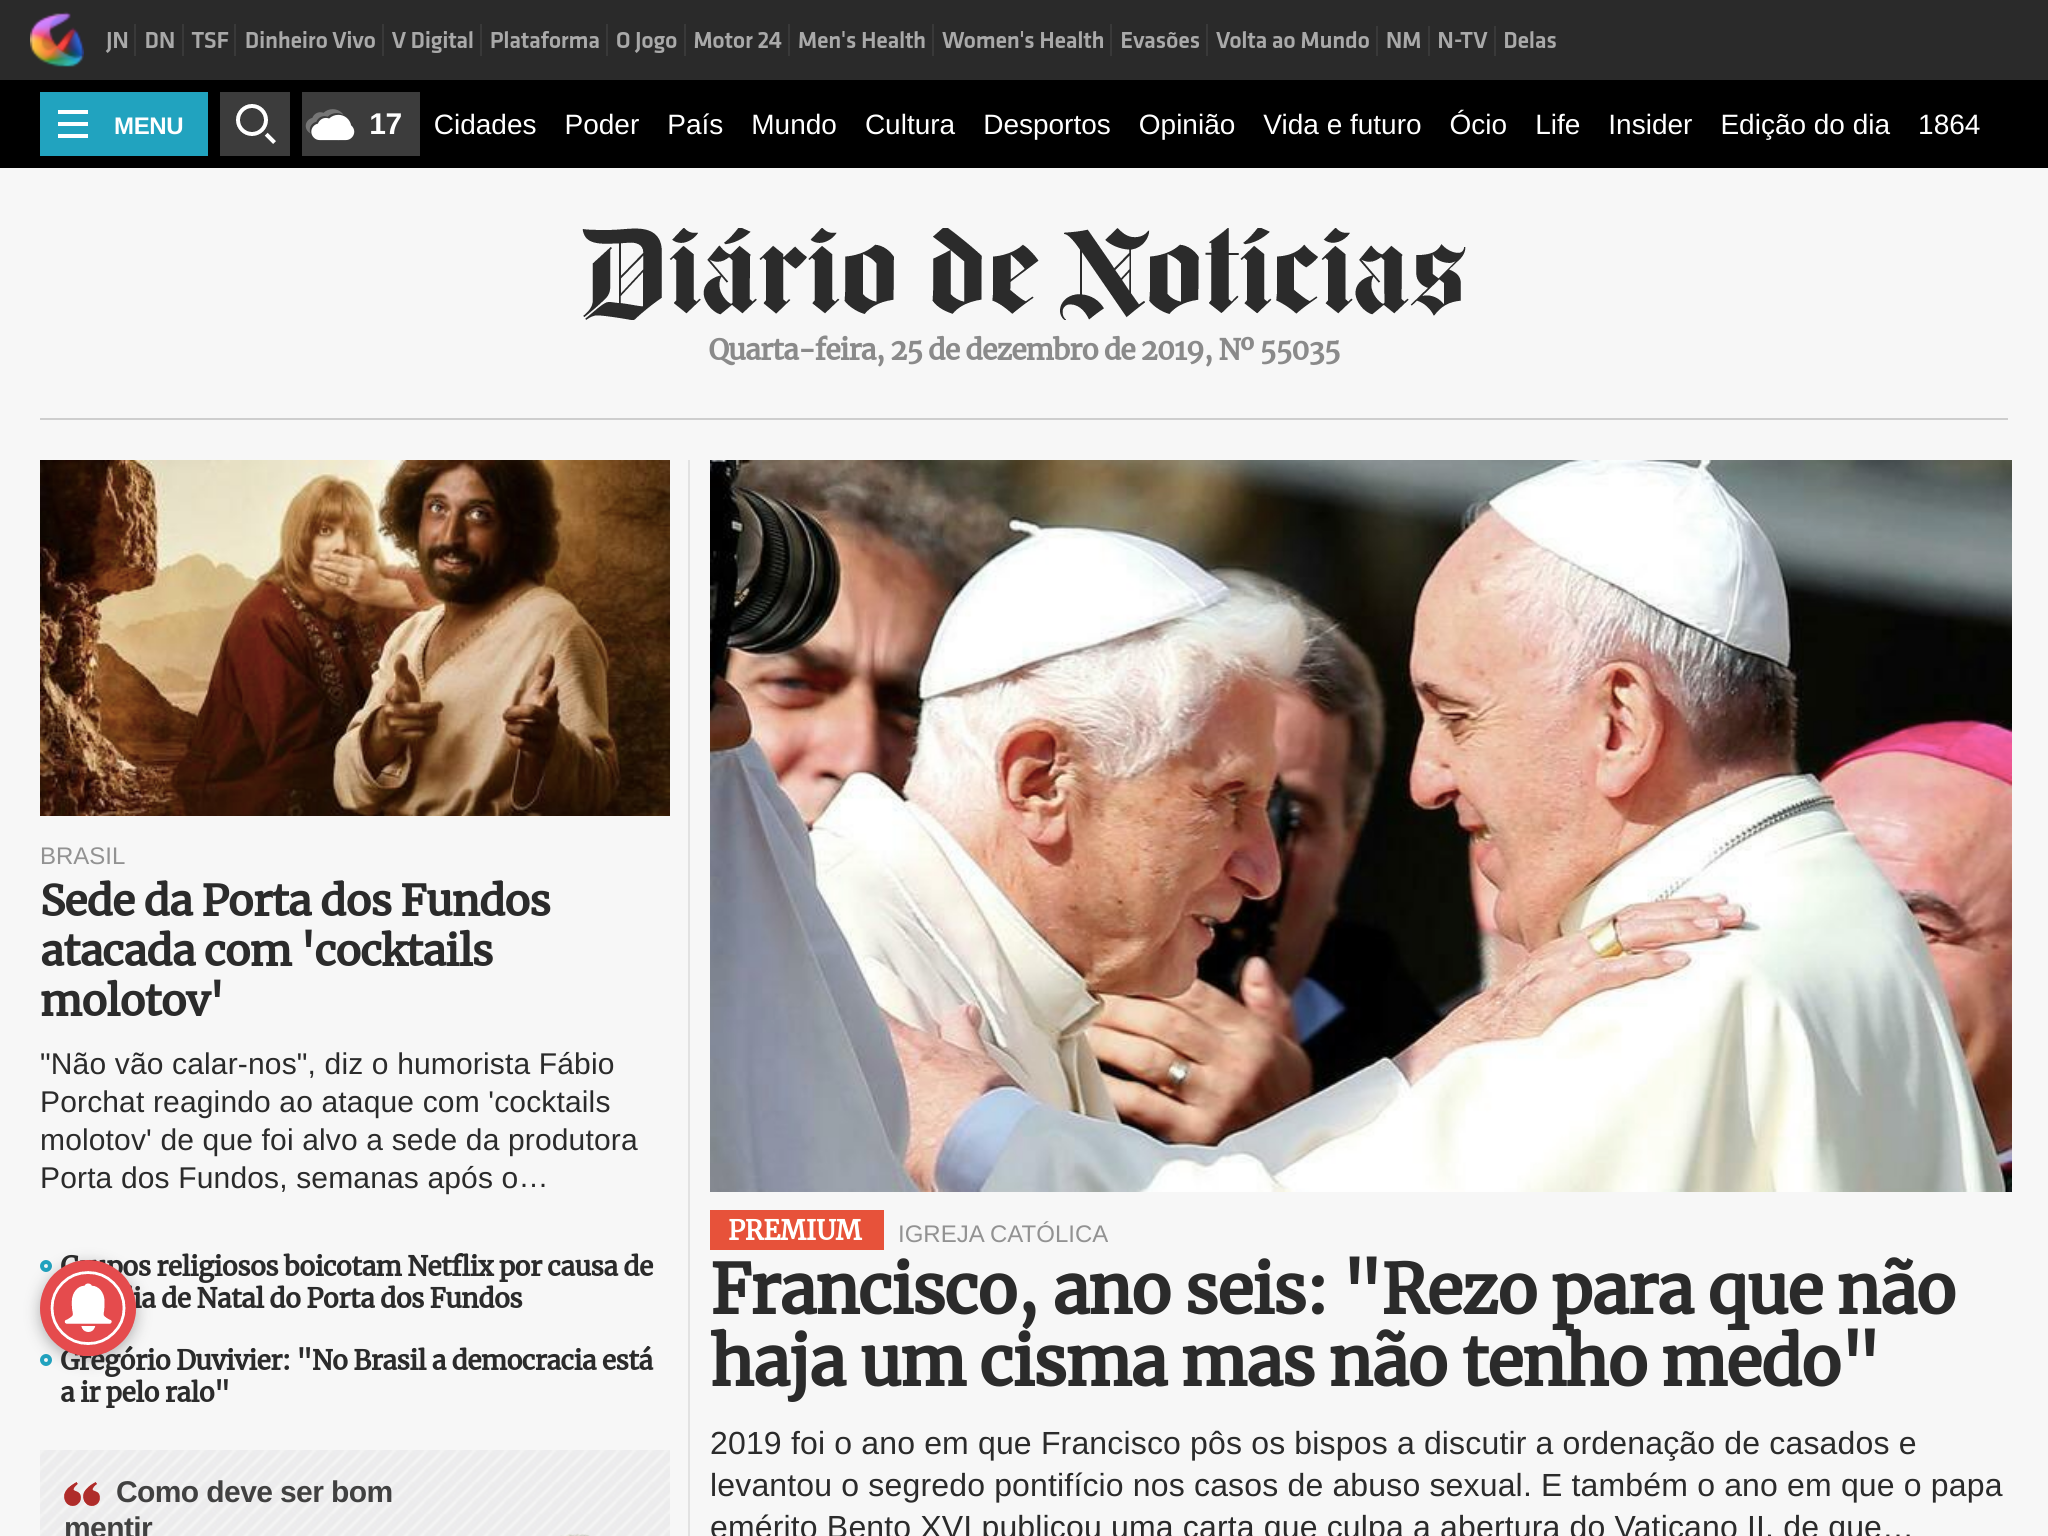 JN DN TSF Dinheiro Vivo V Digital Plataforma O Jogo Motor 24 Men's Health Women's Health Evasões Volta ao Mundo NM N-TV Delas
MENU 17 Cidades Poder País Mundo Cultura Desportos Opinião Vida e futuro Ócio Life Insider Edição do dia 1864
Diário de Notícias
Quarta-feira, 25 de dezembro de 2019, Nº 55035
BRASIL
Sede da Porta dos Fundos
atacada com 'cocktails
molotov'
"Não vão calar-nos", diz o humorista Fábio
Porchat reagindo ao ataque com 'cocktails
molotov' de que foi alvo a sede da produtora
Porta dos Fundos, semanas após o…
religiosos boicotam Netflix por causa de
de Natal do Porta dos Fundos
Gregório Duvivier: "No Brasil a democracia está
a ir pelo ralo"
Como deve ser bom
mentir
PREMIUM IGREJA CATÓLICA
Francisco, ano seis: "Rezo para que não
haja um cisma mas não tenho medo"
2019 foi o ano em que Francisco pôs os bispos a discutir a ordenação de casados e
levantou o segredo pontifício nos casos de abuso sexual. E também o ano em que o papa
emérito Bento XVI publicou uma carta que culpa a abertura do Vaticano II, de que…